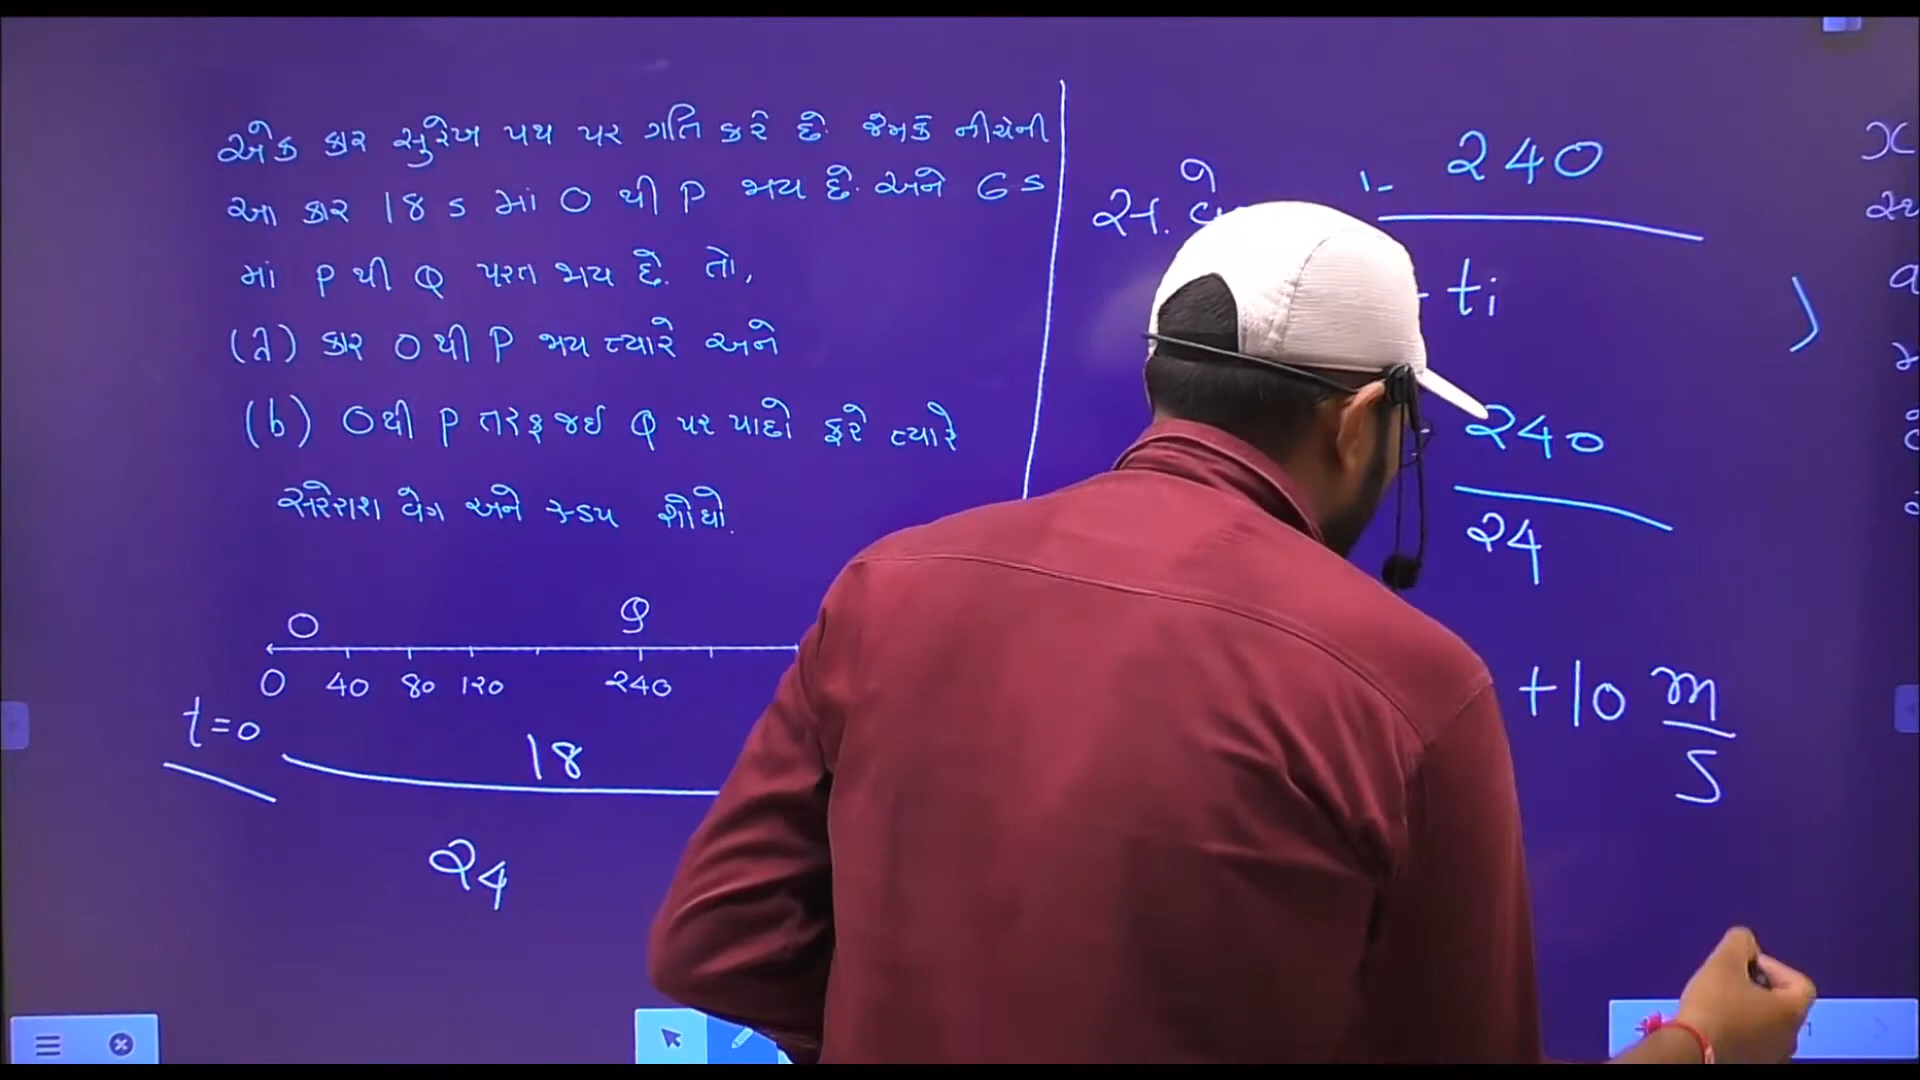 એક કાર સુરેખ પથ પર ગતિ કરે છે. જેમકે નીચેની
આ કાર 18 s માં O થી P જાય છે. અને 6 s
માં P થી Q પરત જાય છે. તો,
(a) કાર O થી P જાય ત્યારે અને
(b) O થી P તરફ જઈ Q પર પાછો ફરે ત્યારે
સરેરાશ વેગ અને ઝડપ શોધો.
O Q
0 40 80 120 240
t=0
18
24
સ. વે
240
- ti
240
24
+10 m
s
x
1